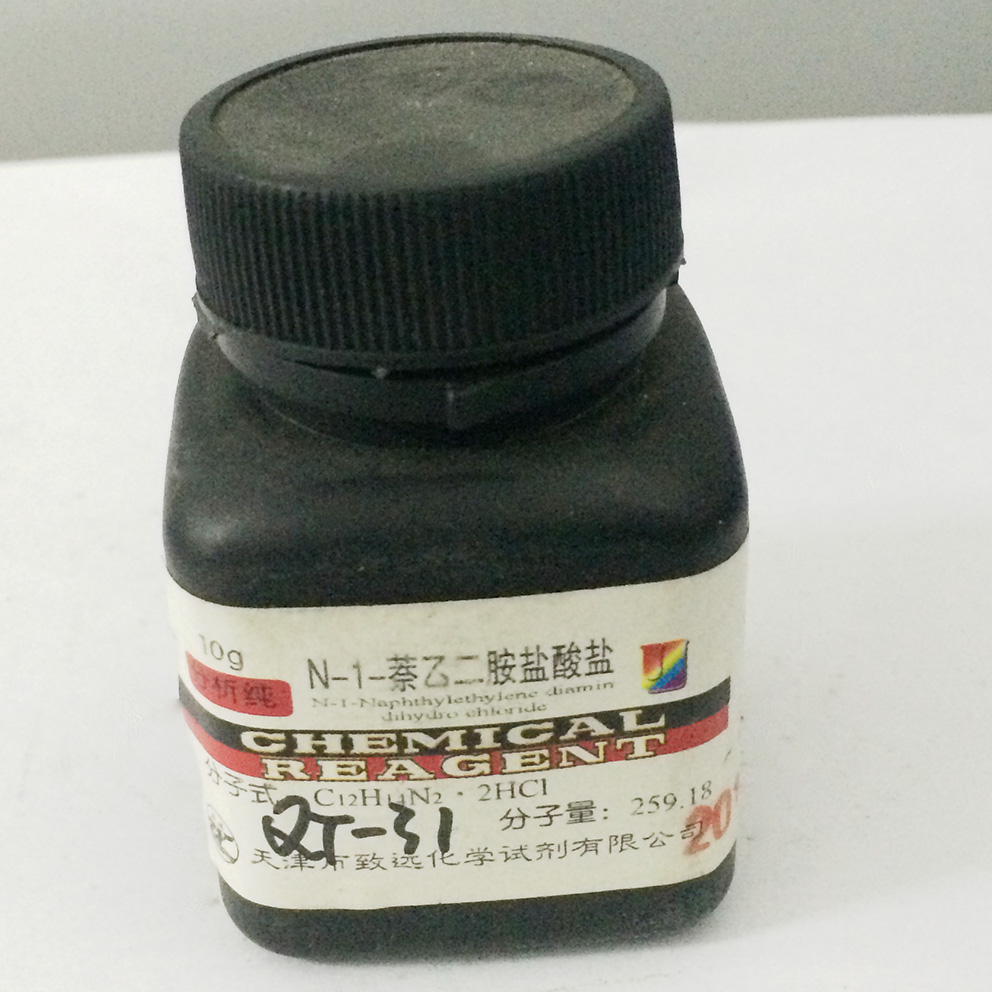 10g
分析纯
N-1-萘乙二胺盐酸盐
N-1-Naphthylethylene diamin
dihydro chloride
CHEMICAL
REAGENT
分子式 C12H14N2·2HCl
分子量: 259.18
QT-31
天津市致远化学试剂有限公司
20